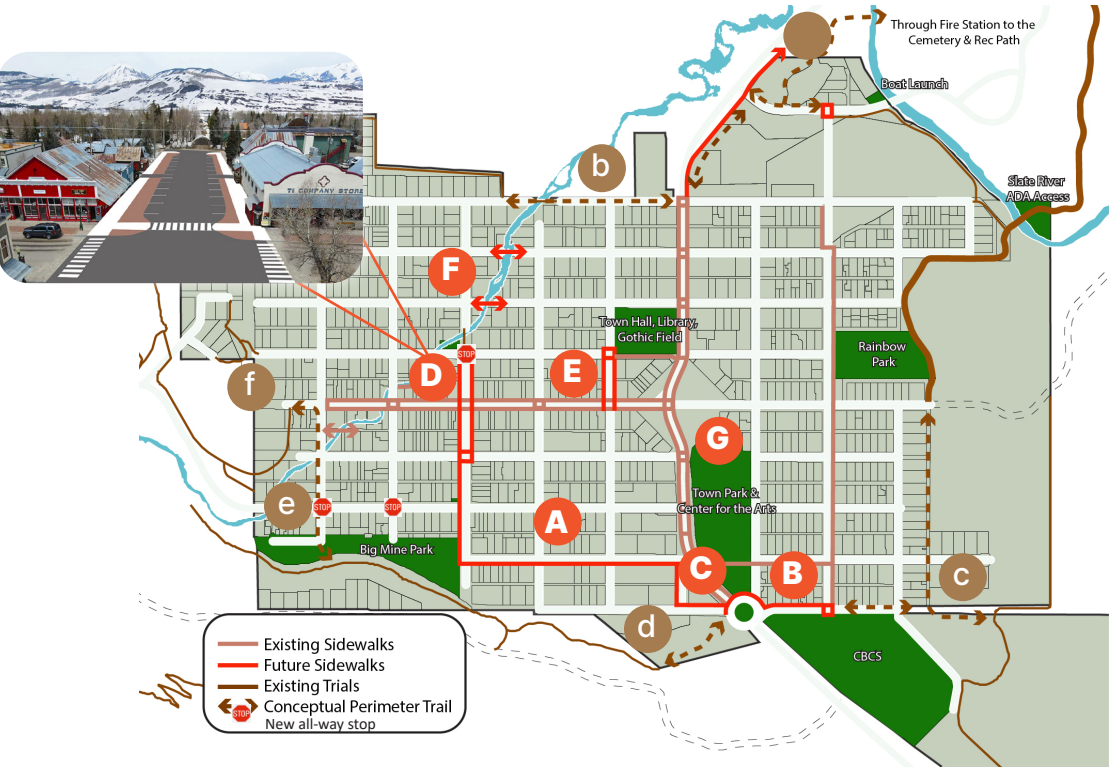 Through Fire Station to the
Cemetery & Rec Path
Boat Launch
Slate River
ADA Access
b
TS COMPANY STORE
F
Town Hall, Library,
Gothic Field
STOP
D
E
Rainbow
Park
f
G
Town Park &
Center for the Arts
e
STOP
STOP
A
Big Mine Park
C
B
c
d
CBCS
Existing Sidewalks
Future Sidewalks
Existing Trials
Conceptual Perimeter Trail
STOP
New all-way stop